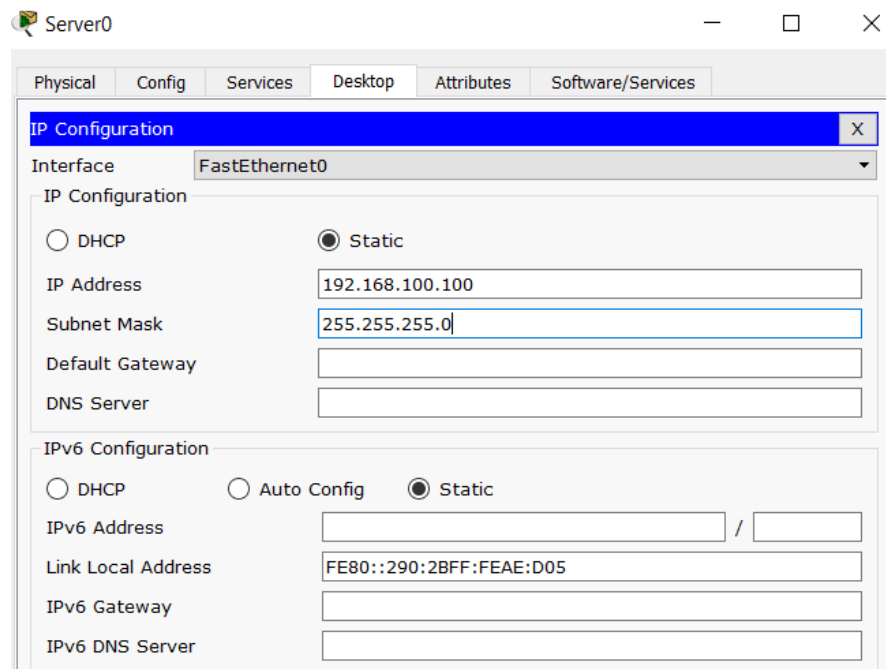 Server0
Physical Config Services Desktop Attributes Software/Services
IP Configuration X
Interface FastEthernet0
IP Configuration
DHCP Static
IP Address 192.168.100.100
Subnet Mask 255.255.255.0
Default Gateway
DNS Server
IPv6 Configuration
DHCP Auto Config Static
IPv6 Address /
Link Local Address FE80::290:2BFF:FEAE:D05
IPv6 Gateway
IPv6 DNS Server